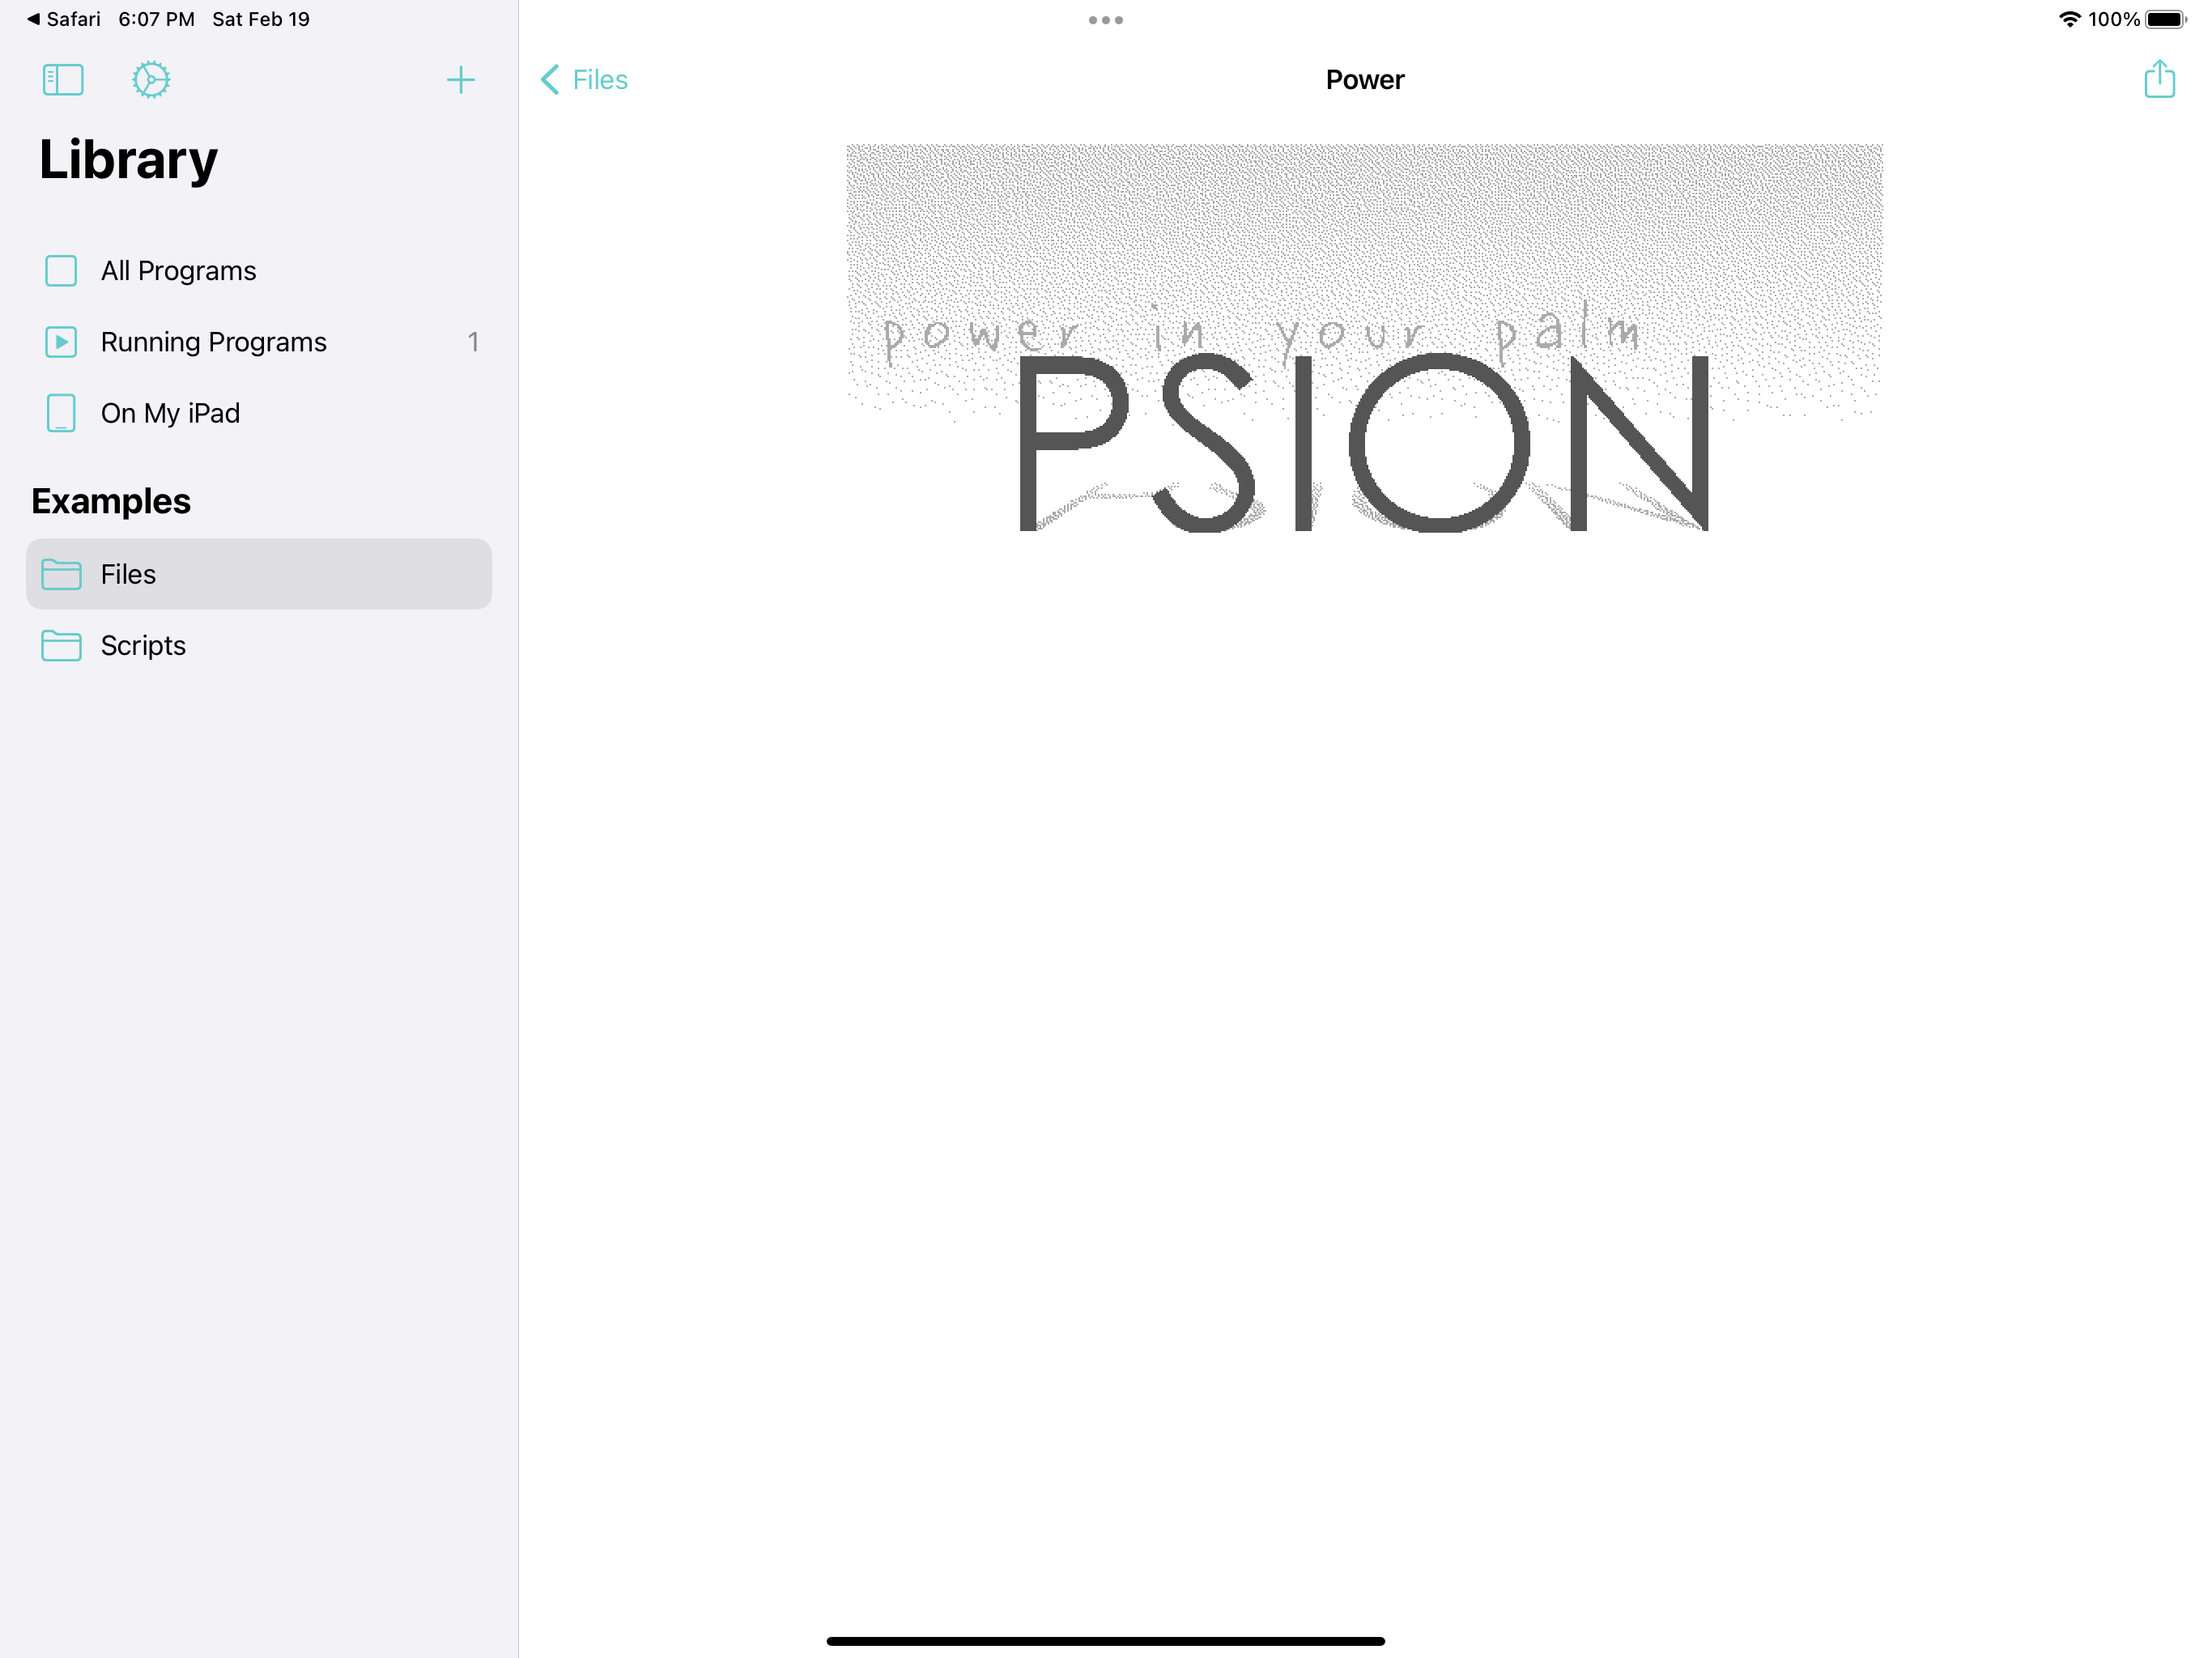 Safari 6:07 PM Sat Feb 19
100%
Library
All Programs
Running Programs 1
On My iPad
Examples
Files
Scripts
Files
Power
power in your palm
PSION